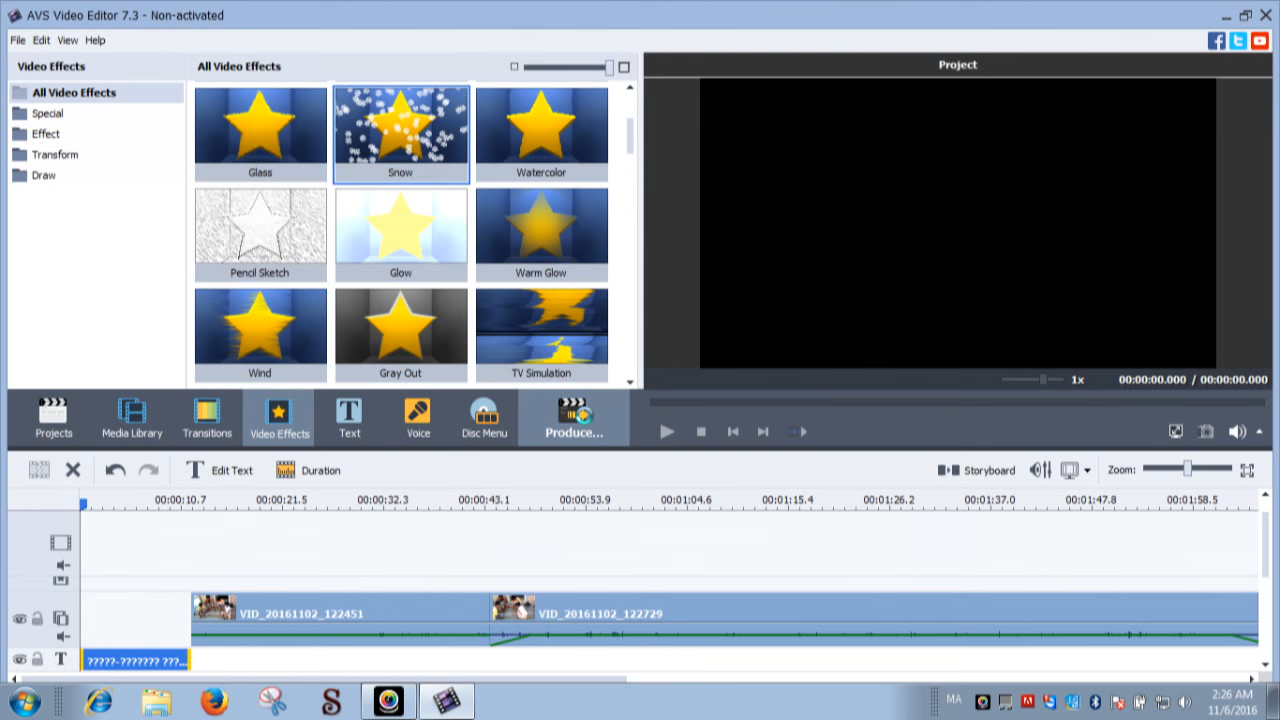 AVS Video Editor 7.3 - Non-activated
File Edit View Help
Video Effects
All Video Effects
Project
All Video Effects
Special
Effect
Transform
Draw
Glass
Snow
Watercolor
Pencil Sketch
Glow
Warm Glow
Wind
Gray Out
TV Simulation
1x
00:00:00.000 / 00:00:00.000
Projects
Media Library
Transitions
Video Effects
Text
Voice
Disc Menu
Produce...
Edit Text
Duration
Storyboard
Zoom:
00:00:10.7 00:00:21.5 00:00:32.3 00:00:43.1 00:00:53.9 00:01:04.6 00:01:15.4 00:01:26.2 00:01:37.0 00:01:47.8 00:01:58.5
VID_20161102_122451
VID_20161102_122729
?????-??????? ???...
MA
2:26 AM
11/6/2016